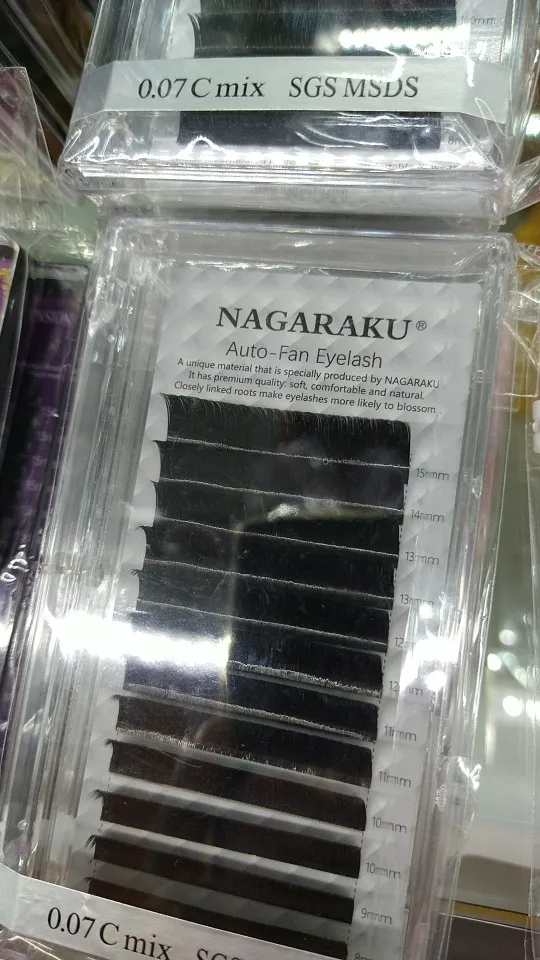 0.07 C mix SGS MSDS
NAGARAKU®
Auto-Fan Eyelash
A unique material that is specially produced by NAGARAKU
It has premium quality: soft, comfortable and natural.
Closely linked roots make eyelashes more likely to blossom .
15mm
14mm
13mm
13mm
12mm
12mm
11mm
11mm
10mm
10mm
9mm
8mm
0.07 C mix